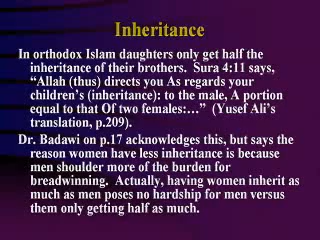 Inheritance
In orthodox Islam daughters only get half the
inheritance of their brothers. Sura 4:11 says,
“Allah (thus) directs you As regards your
children’s (inheritance): to the male, A portion
equal to that Of two females:…” (Yusef Ali’s
translation, p.209).
Dr. Badawi on p.17 acknowledges this, but says the
reason women have less inheritance is because
men shoulder more of the burden for
breadwinning. Actually, having women inherit as
much as men poses no hardship for men versus
them only getting half as much.